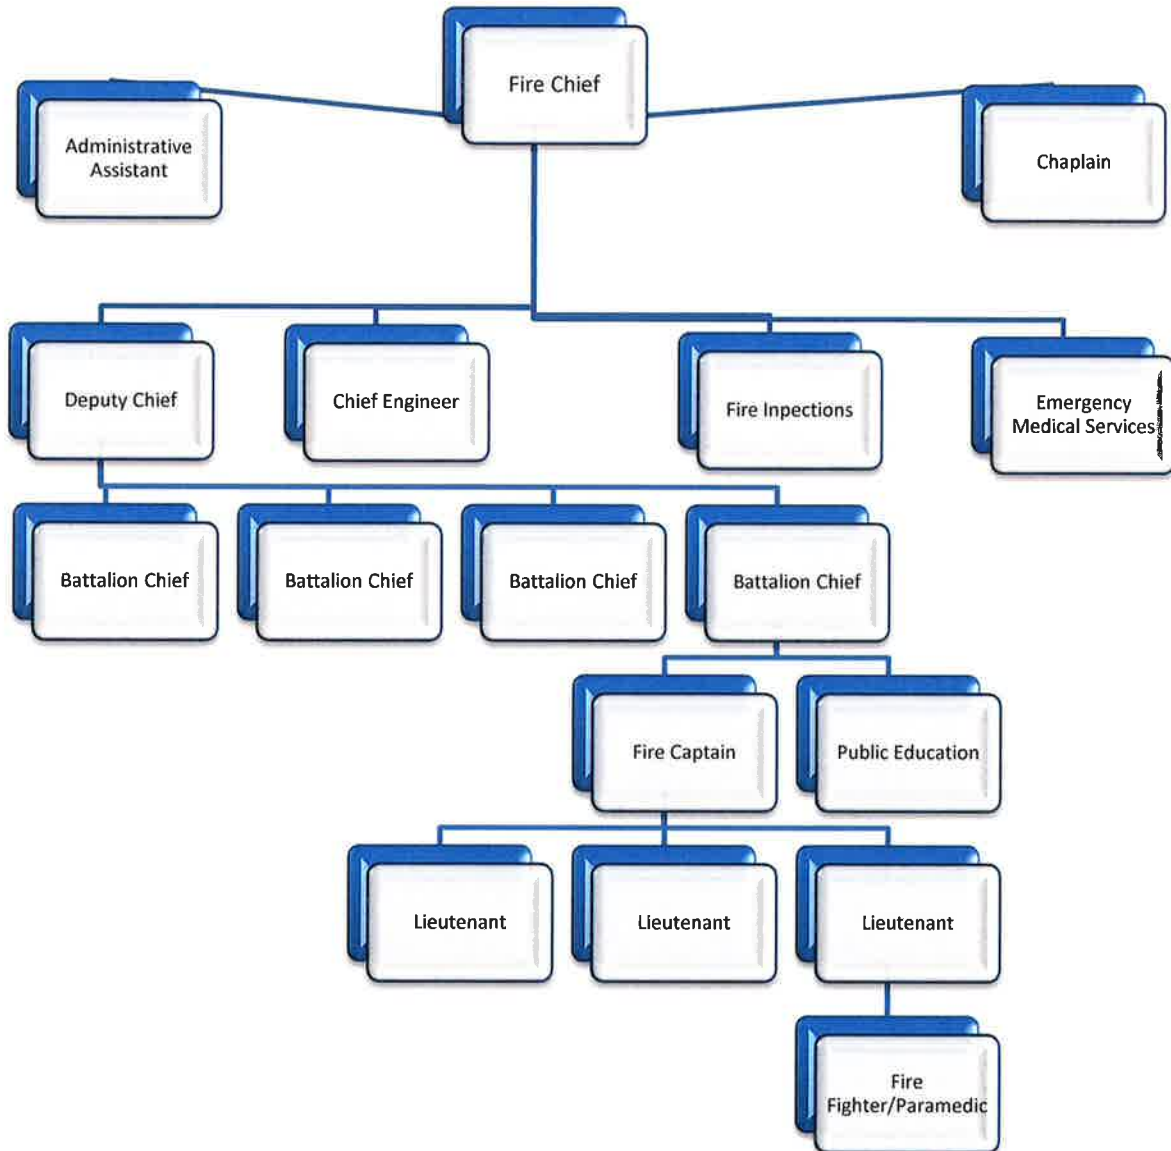 Fire Chief
Administrative
Assistant
Chaplain
Deputy Chief
Chief Engineer
Fire Inpections
Emergency
Medical Services
Battalion Chief
Battalion Chief
Battalion Chief
Battalion Chief
Fire Captain
Public Education
Lieutenant
Lieutenant
Lieutenant
Fire
Fighter/Paramedic